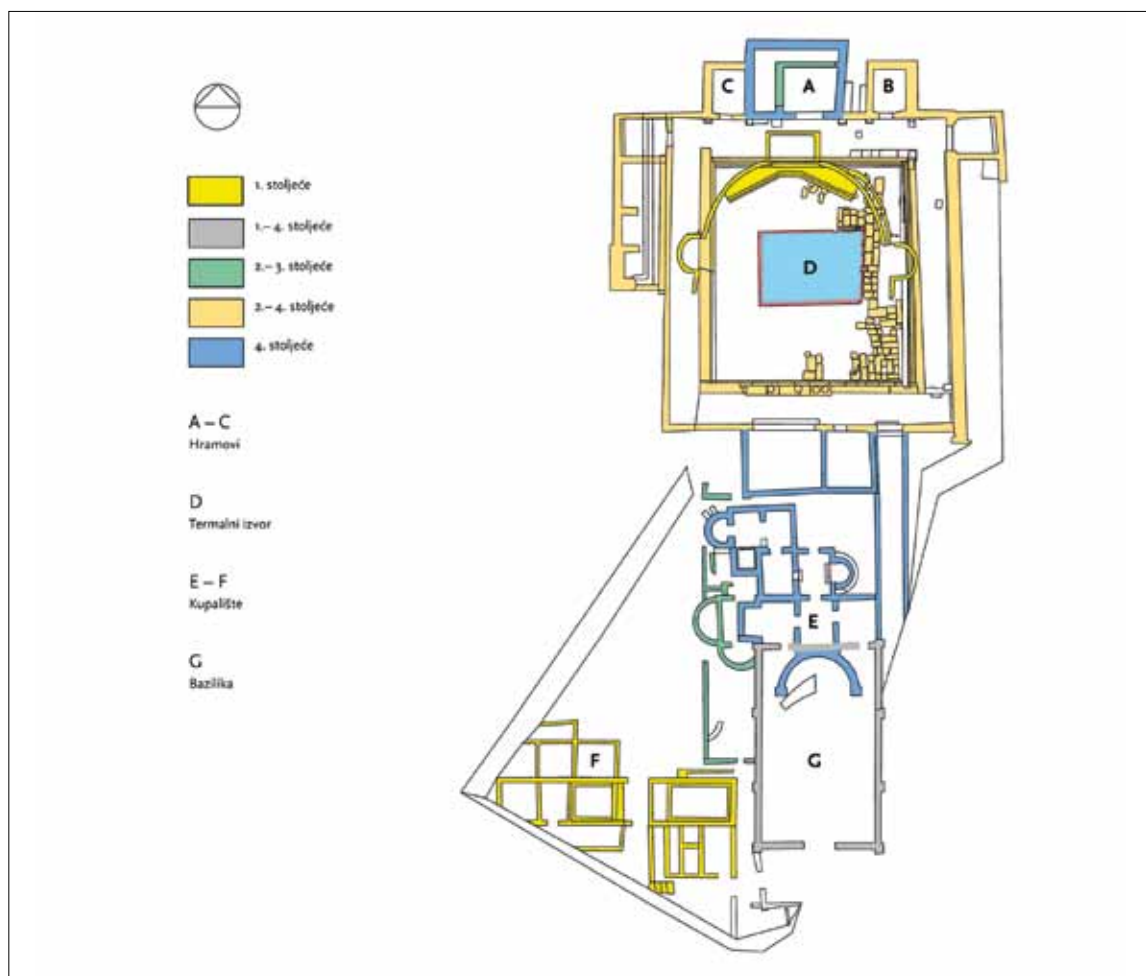 C
A
B
1. stoljeće
1.– 4. stoljeće
2.– 3. stoljeće
2.– 4. stoljeće
4. stoljeće
D
A – C
Hramovi
D
Termalni izvor
E – F
Kupalište
E
G
Bazilika
F
G